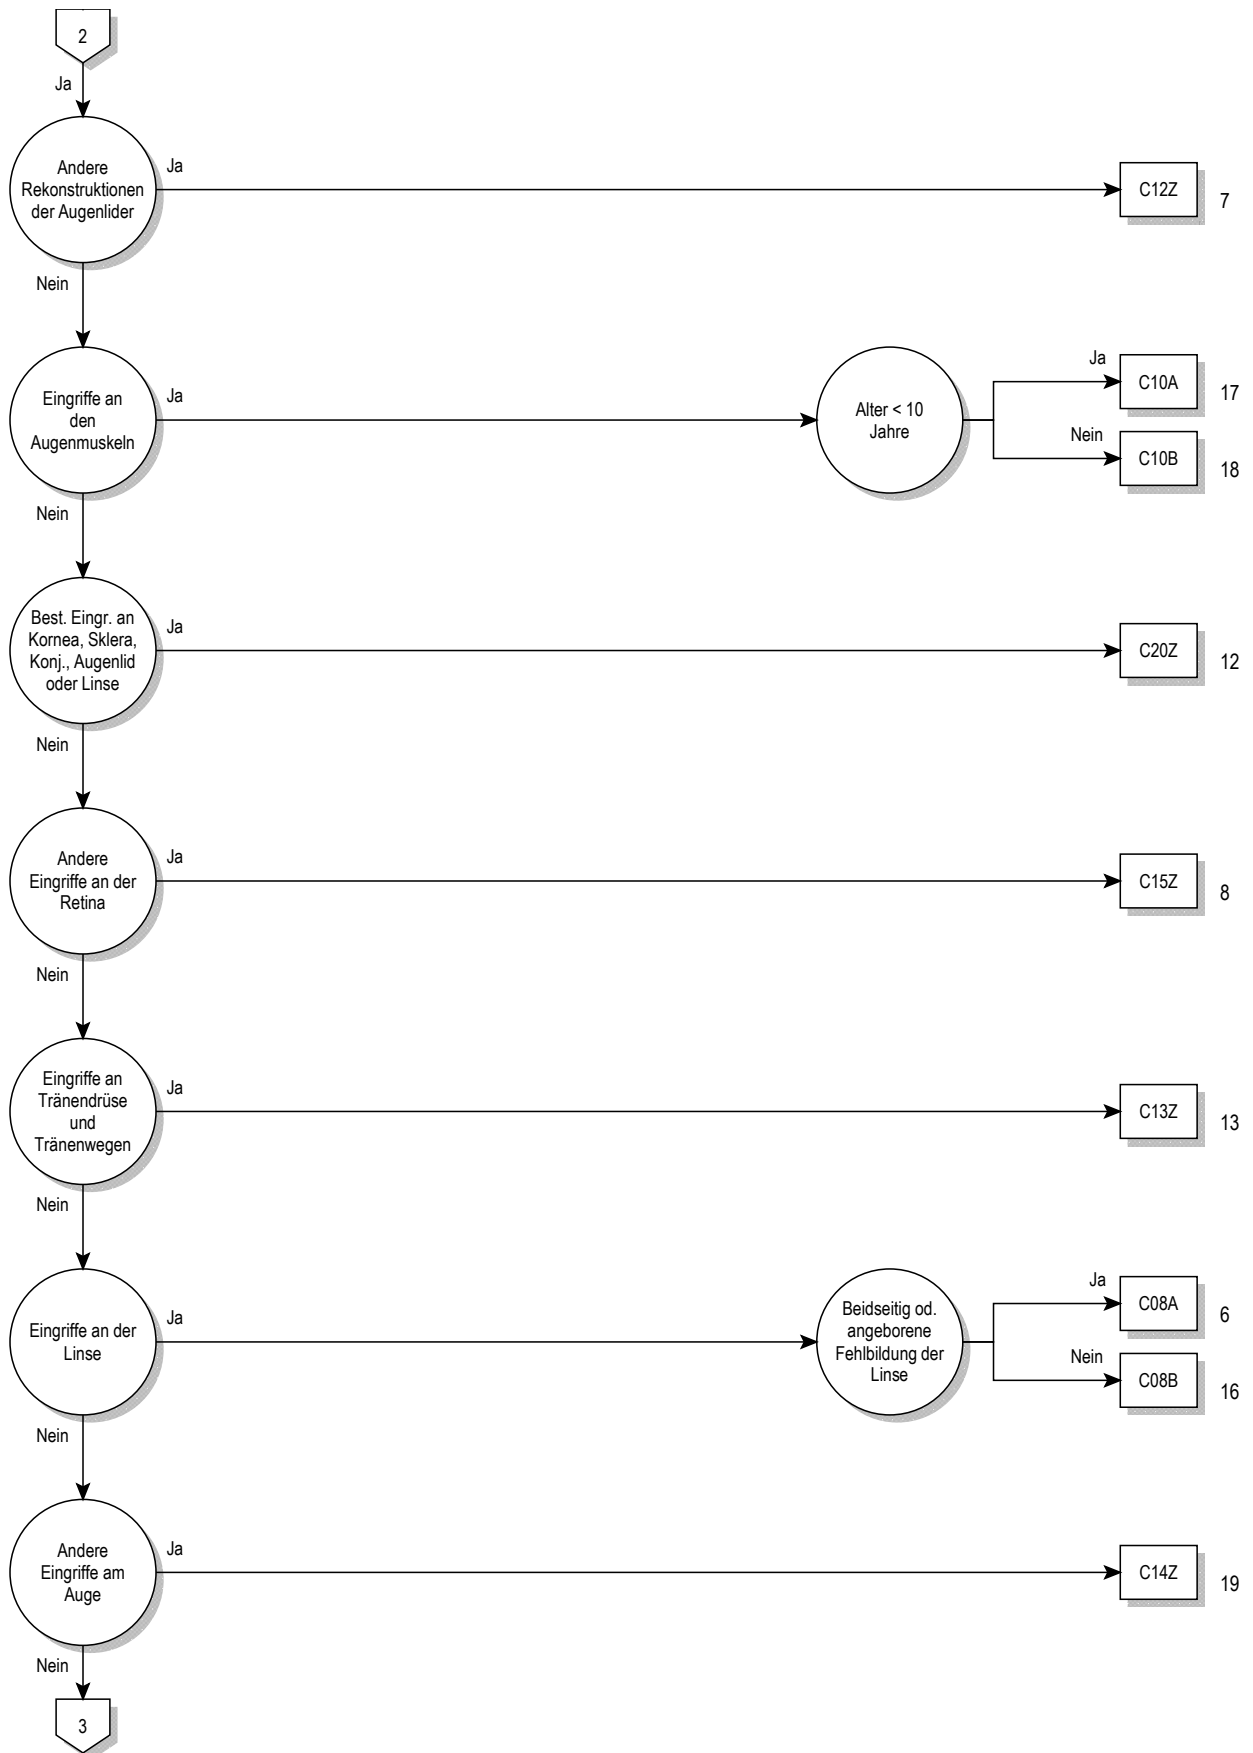 2
Ja
Andere
Rekonstruktionen
der Augenlider
Ja
C12Z
7
Nein
Eingriffe an
den
Augenmuskeln
Ja
Alter < 10
Jahre
Ja
C10A
17
Nein
C10B
18
Nein
Best. Eingr. an
Kornea, Sklera,
Konj., Augenlid
oder Linse
Ja
C20Z
12
Nein
Andere
Eingriffe an der
Retina
Ja
C15Z
8
Nein
Eingriffe an
Tränendrüse
und
Tränenwegen
Ja
C13Z
13
Nein
Eingriffe an der
Linse
Ja
Beidseitig od.
angeborene
Fehlbildung der
Linse
Ja
C08A
6
Nein
C08B
16
Nein
Andere
Eingriffe am
Auge
Ja
C14Z
19
Nein
3